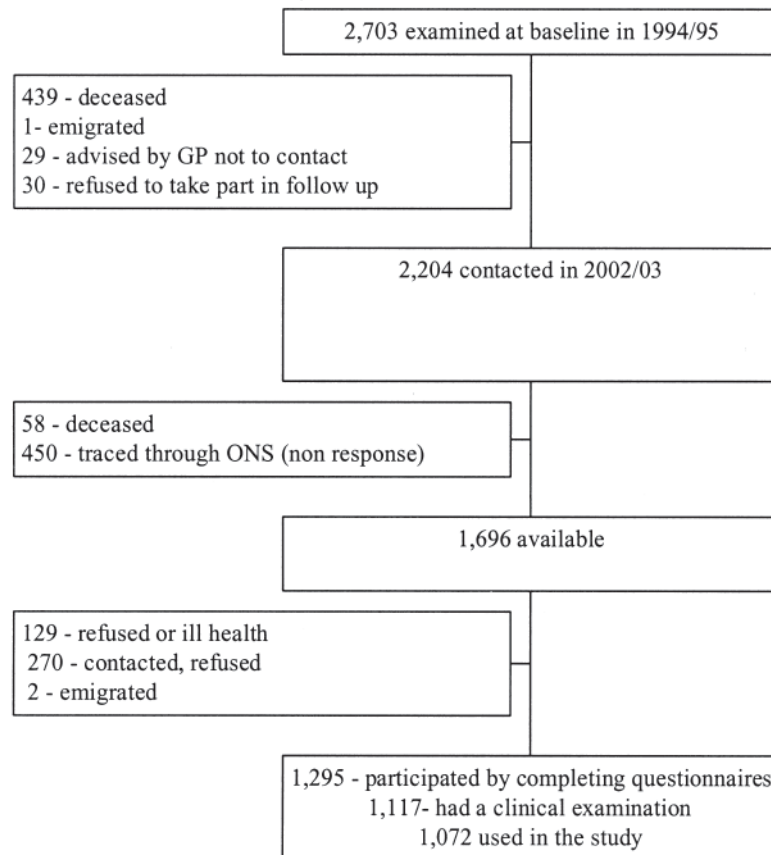 2,703 examined at baseline in 1994/95
439 - deceased
1- emigrated
29 - advised by GP not to contact
30 - refused to take part in follow up
2,204 contacted in 2002/03
58 - deceased
450 - traced through ONS (non response)
1,696 available
129 - refused or ill health
270 - contacted, refused
2 - emigrated
1,295 - participated by completing questionnaires
1,117- had a clinical examination
1,072 used in the study